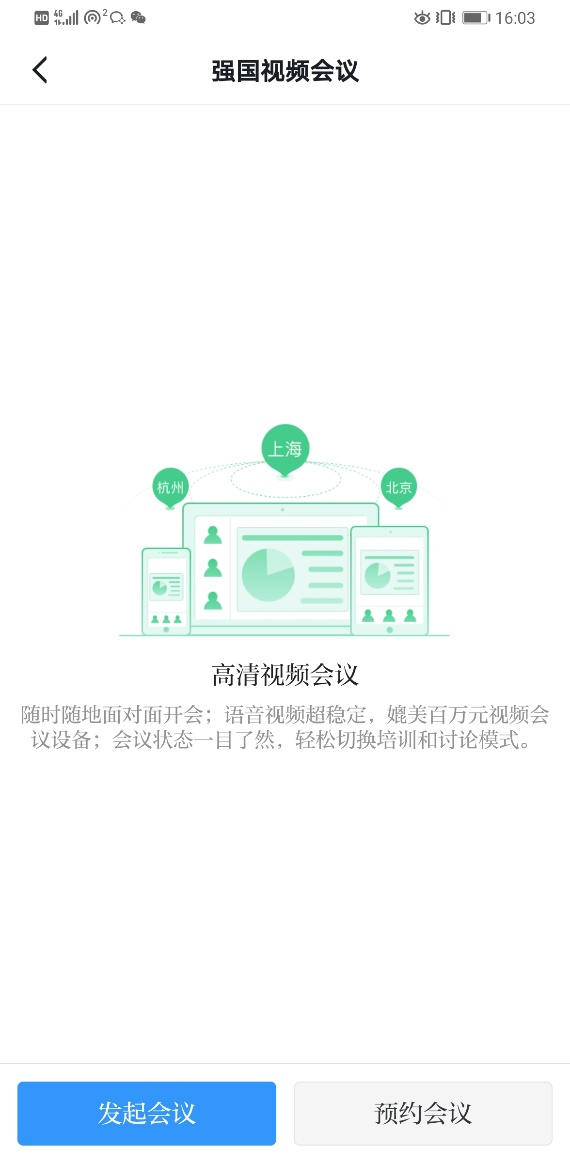 HD 4G 2 16:03
强国视频会议
上海
杭州
北京
高清视频会议
随时随地面对面开会；语音视频超稳定，媲美百万元视频会
议设备；会议状态一目了然，轻松切换培训和讨论模式。
发起会议
预约会议